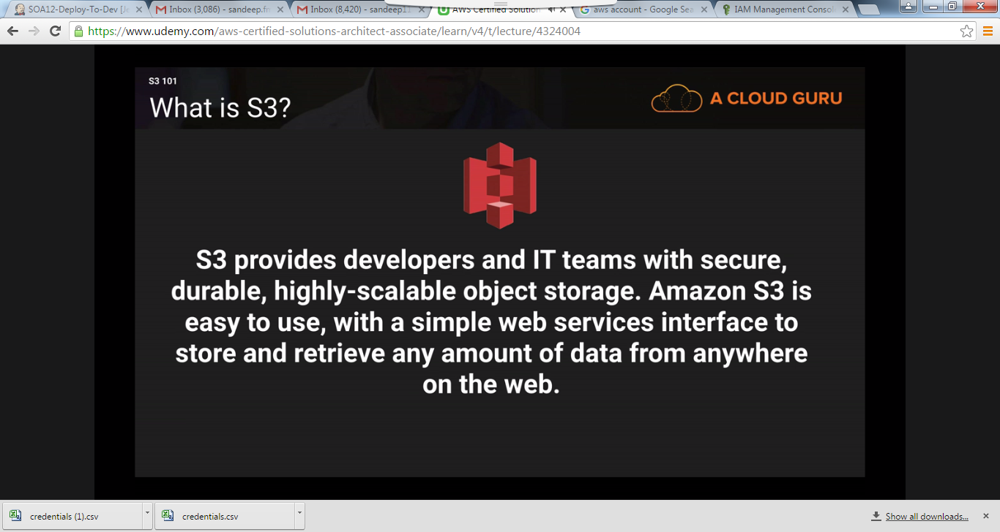 SOA12-Deploy-To-Dev [Je
Inbox (3,086) - sandeep.fr
Inbox (8,420) - sandeep11
AWS Certified Solution
aws account - Google Sea
IAM Management Consol
https://www.udemy.com/aws-certified-solutions-architect-associate/learn/v4/t/lecture/4324004
S3 101
What is S3?
A CLOUD GURU
S3 provides developers and IT teams with secure,
durable, highly-scalable object storage. Amazon S3 is
easy to use, with a simple web services interface to
store and retrieve any amount of data from anywhere
on the web.
credentials (1).csv
credentials.csv
Show all downloads...